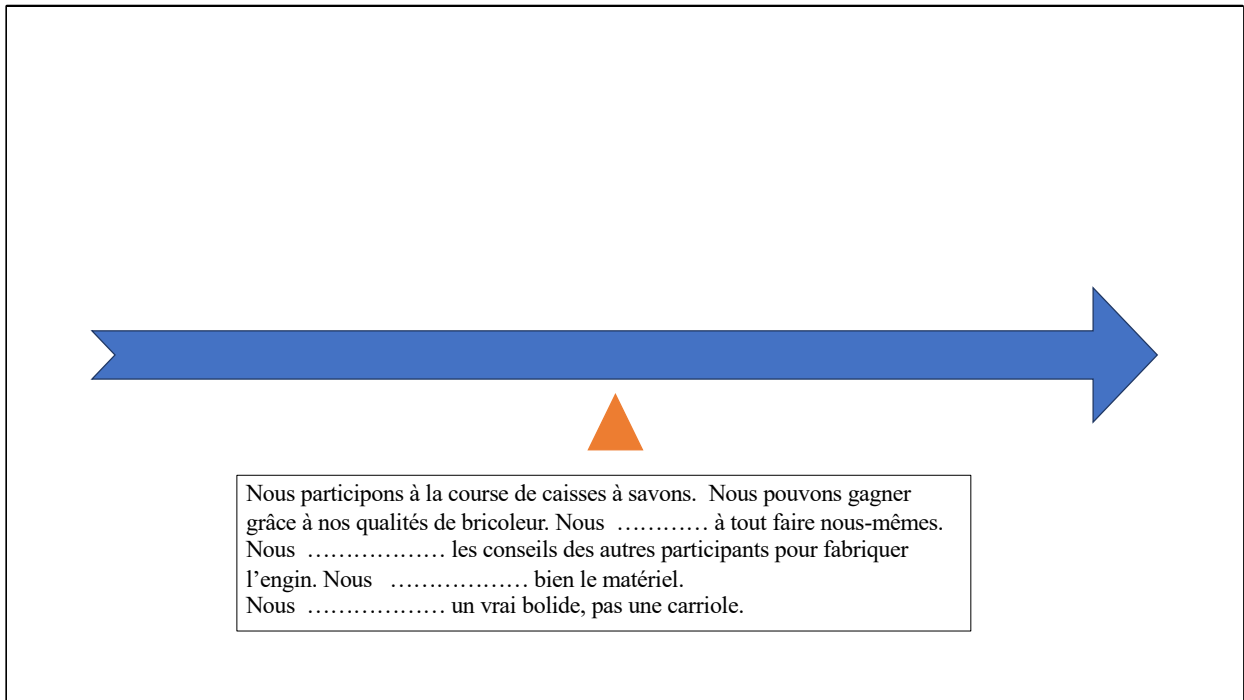 Nous participons à la course de caisses à savons.  Nous pouvons gagner
grâce à nos qualités de bricoleur. Nous  ………… à tout faire nous-mêmes.
Nous  ……………… les conseils des autres participants pour fabriquer
l’engin. Nous   ……………… bien le matériel.
Nous  ……………… un vrai bolide, pas une carriole.